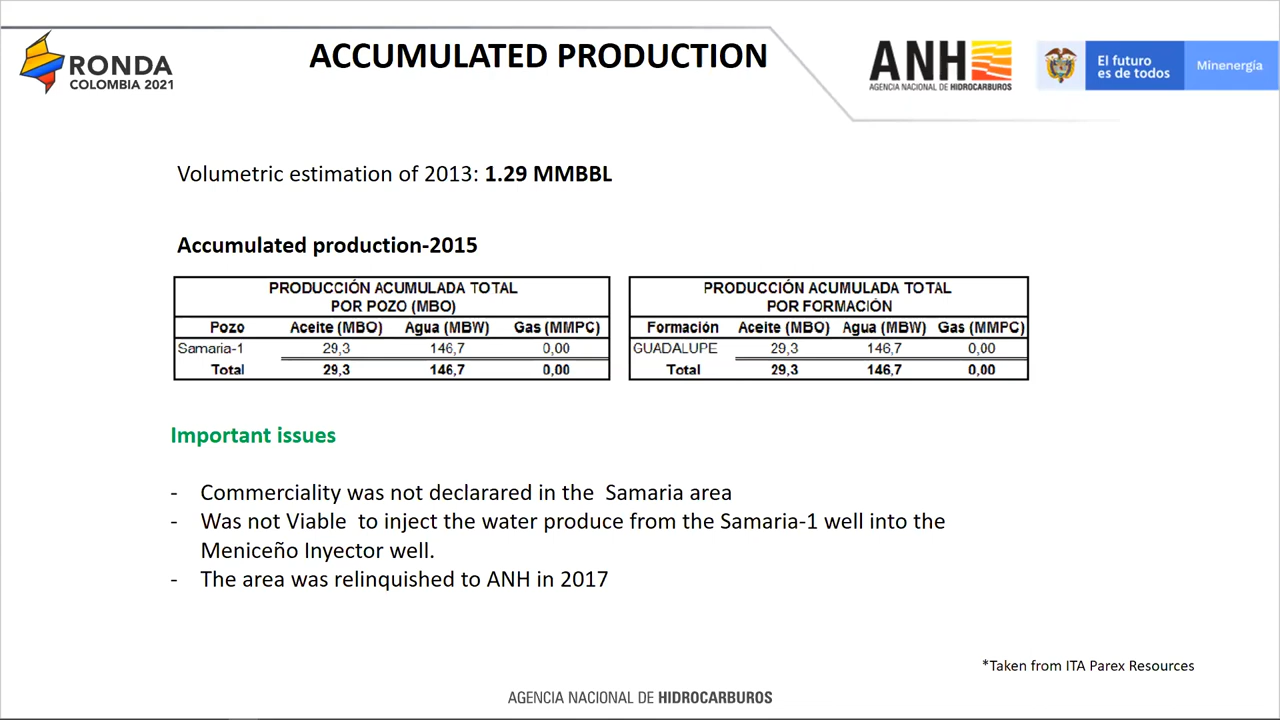 RONDA
COLOMBIA 2021
ACCUMULATED PRODUCTION
ANH
AGENCIA NACIONAL DE HIDROCARBUROS
El futuro
es de todos
Minenergía
Volumetric estimation of 2013: 1.29 MMBBL
Accumulated production-2015
PRODUCCIÓN ACUMULADA TOTAL
POR POZO (MBO)
Pozo Aceite (MBO) Agua (MBW) Gas (MMPC)
Samaria-1 29,3 146,7 0,00
Total 29,3 146,7 0,00
PRODUCCIÓN ACUMULADA TOTAL
POR FORMACIÓN
Formación Aceite (MBO) Agua (MBW) Gas (MMPC)
GUADALUPE 29,3 146,7 0,00
Total 29,3 146,7 0,00
Important issues
- Commerciality was not declarared in the Samaria area
- Was not Viable to inject the water produce from the Samaria-1 well into the
Meniceño Inyector well.
- The area was relinquished to ANH in 2017
*Taken from ITA Parex Resources
AGENCIA NACIONAL DE HIDROCARBUROS